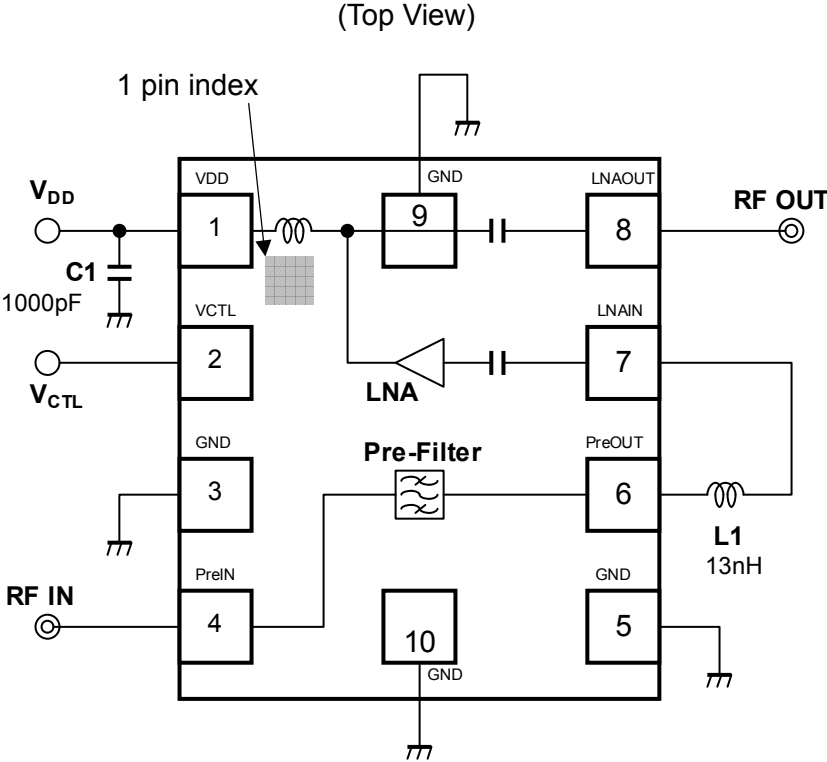 (Top View)
1 pin index
VDD
GND
LNAOUT
VDD
RF OUT
1
9
8
C1
1000pF
VCTL
LNAIN
2
7
VCTL
LNA
GND
Pre-Filter
PreOUT
3
6
L1
13nH
PreIN
GND
RF IN
4
10
5
GND